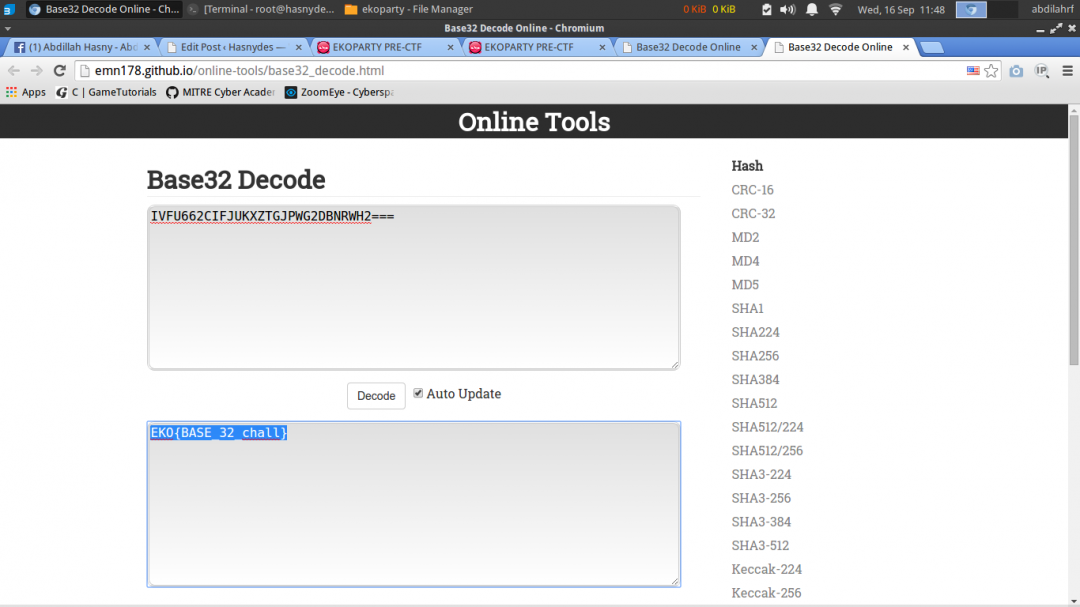 Base32 Decode Online - Ch...
[Terminal - root@hasnyde...
ekoparty - File Manager
0 KiB 0 KiB
Wed, 16 Sep 11:48
abdilahrf
Base32 Decode Online - Chromium
(1) Abdillah Hasny - Abd
Edit Post ‹ Hasnydes —
EKOPARTY PRE-CTF
EKOPARTY PRE-CTF
Base32 Decode Online
Base32 Decode Online
emn178.github.io/online-tools/base32_decode.html
IP
Apps
C | GameTutorials
MITRE Cyber Acader
ZoomEye - Cyberspa
Online Tools
Base32 Decode
IVFU662CIFJUKXZTGJPWG2DBNRWH2===
Decode
Auto Update
EKO{BASE_32_chall}
Hash
CRC-16
CRC-32
MD2
MD4
MD5
SHA1
SHA224
SHA256
SHA384
SHA512
SHA512/224
SHA512/256
SHA3-224
SHA3-256
SHA3-384
SHA3-512
Keccak-224
Keccak-256